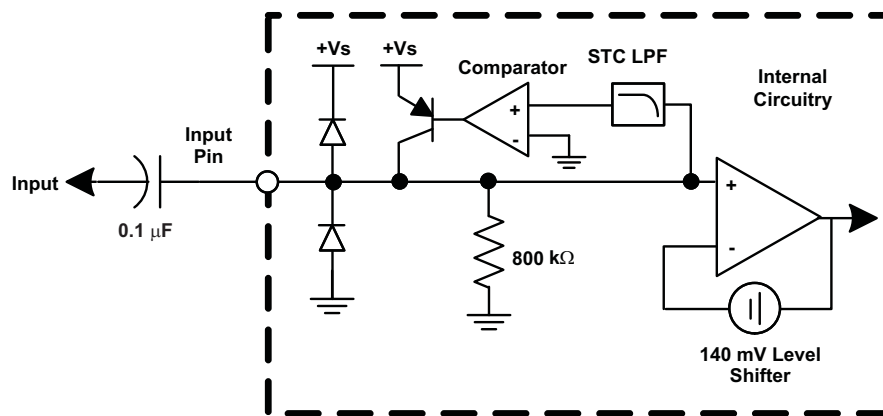 +Vs
+Vs
STC LPF
Comparator
Internal
Circuitry
+
-
Input
Pin
Input
0.1 µF
+
-
800 kΩ
140 mV Level
Shifter